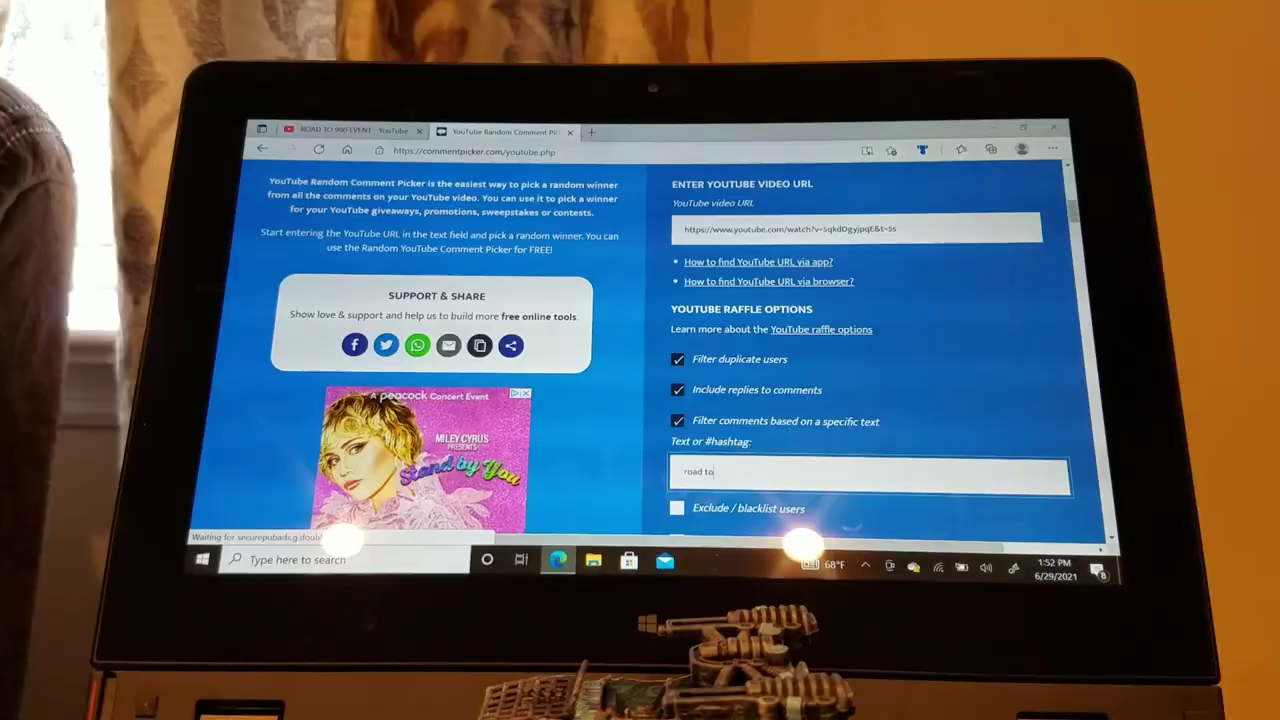 ROAD TO 900 EVENT - YouTube
YouTube Random Comment Pic
https://commentpicker.com/youtube.php
YouTube Random Comment Picker is the easiest way to pick a random winner
from all the comments on your YouTube video. You can use it to pick a winner
for your YouTube giveaways, promotions, sweepstakes or contests.
Start entering the YouTube URL in the text field and pick a random winner. You can
use the Random YouTube Comment Picker for FREE!
SUPPORT & SHARE
Show love & support and help us to build more free online tools.
A peacock Concert Event
MILEY CYRUS
PRESENTS
Stand by You
Waiting for securepubads.g.doubl
ENTER YOUTUBE VIDEO URL
YouTube video URL
https://www.youtube.com/watch?v=5qkdDgyjpqE&t=5s
How to find YouTube URL via app?
How to find YouTube URL via browser?
YOUTUBE RAFFLE OPTIONS
Learn more about the YouTube raffle options
Filter duplicate users
Include replies to comments
Filter comments based on a specific text
Text or #hashtag:
road to
Exclude / blacklist users
Type here to search
68°F
1:52 PM
6/29/2021
8